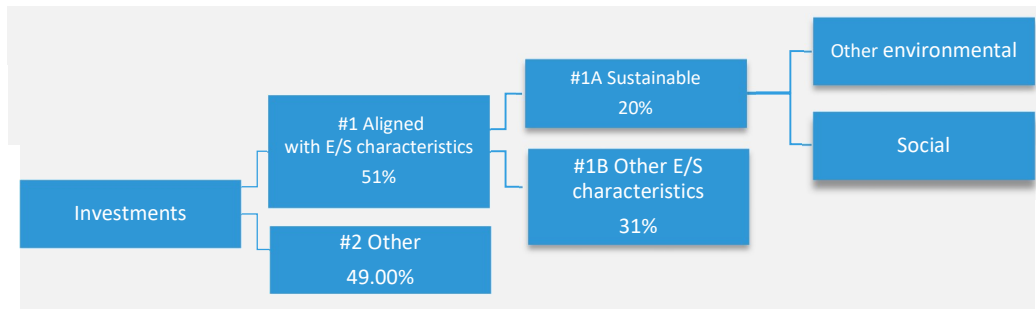 Investments
#1 Aligned
with E/S characteristics
51%
#2 Other
49.00%
#1A Sustainable
20%
#1B Other E/S
characteristics
31%
Other environmental
Social